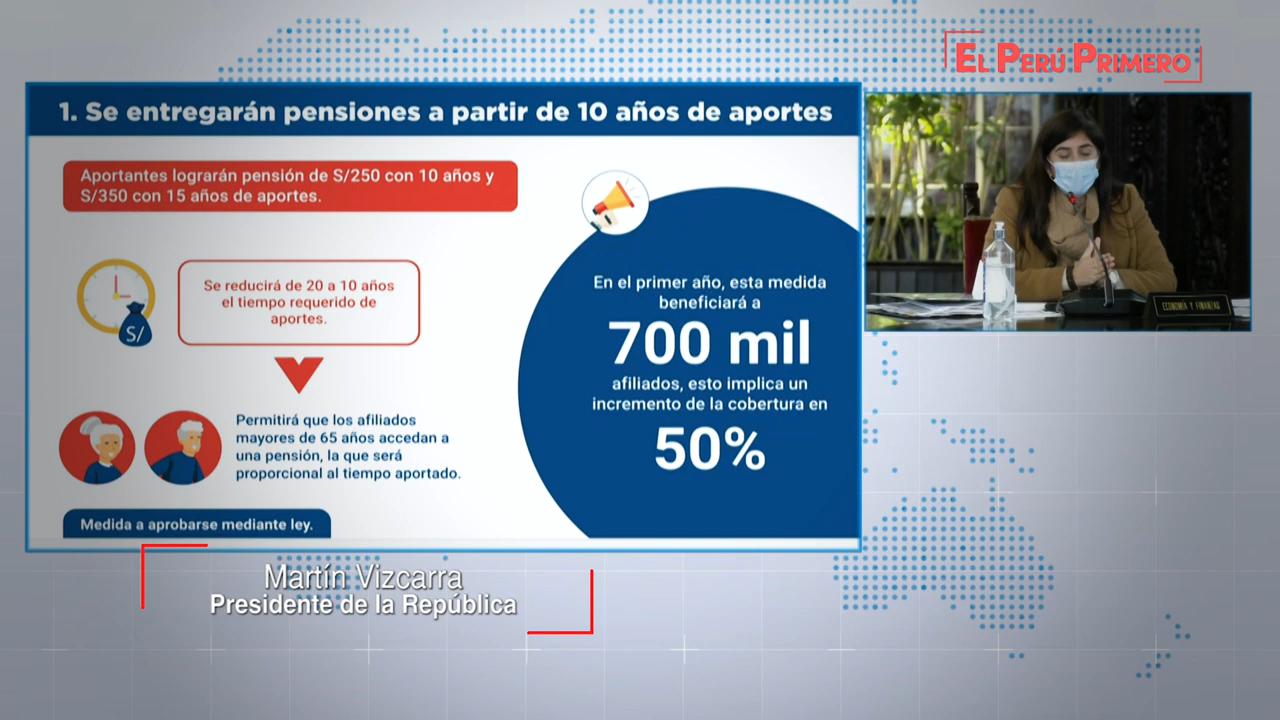 EL PERÚ PRIMERO
1. Se entregarán pensiones a partir de 10 años de aportes
Aportantes lograrán pensión de S/250 con 10 años y
S/350 con 15 años de aportes.
S/
Se reducirá de 20 a 10 años
el tiempo requerido de
aportes.
Permitirá que los afiliados
mayores de 65 años accedan a
una pensión, la que será
proporcional al tiempo aportado.
Medida a aprobarse mediante ley.
En el primer año, esta medida
beneficiará a
700 mil
afiliados, esto implica un
incremento de la cobertura en
50%
ECONOMÍA Y FINANZAS
Martín Vizcarra
Presidente de la República